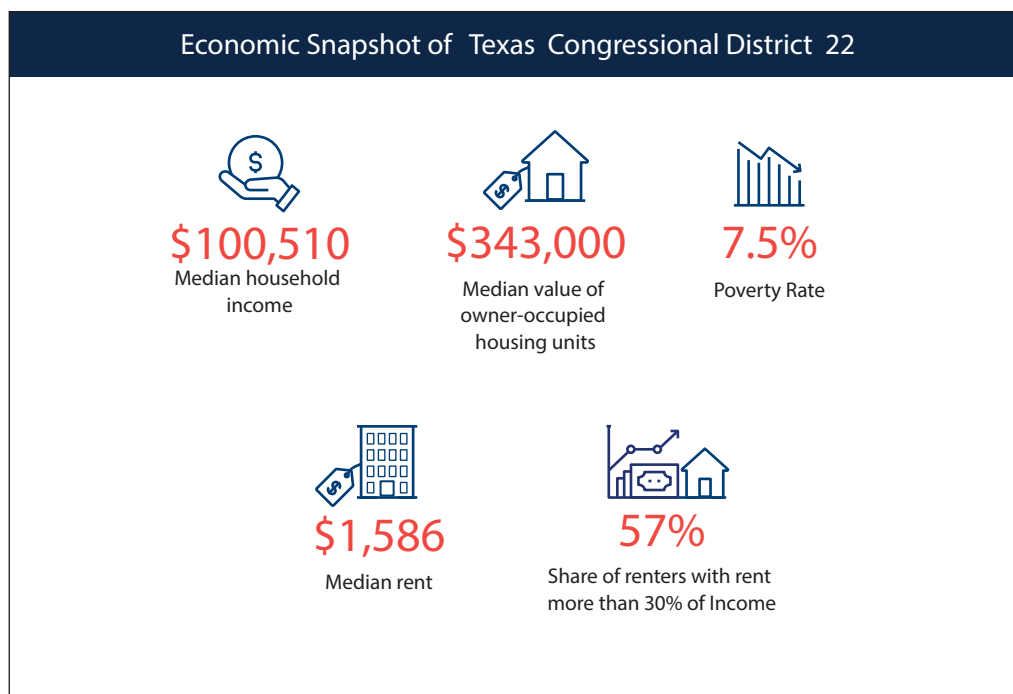 Economic Snapshot of Texas Congressional District 22
$
$
$100,510
Median household
income
$343,000
Median value of
owner-occupied
housing units
7.5%
Poverty Rate
$
$1,586
Median rent
57%
Share of renters with rent
more than 30% of Income